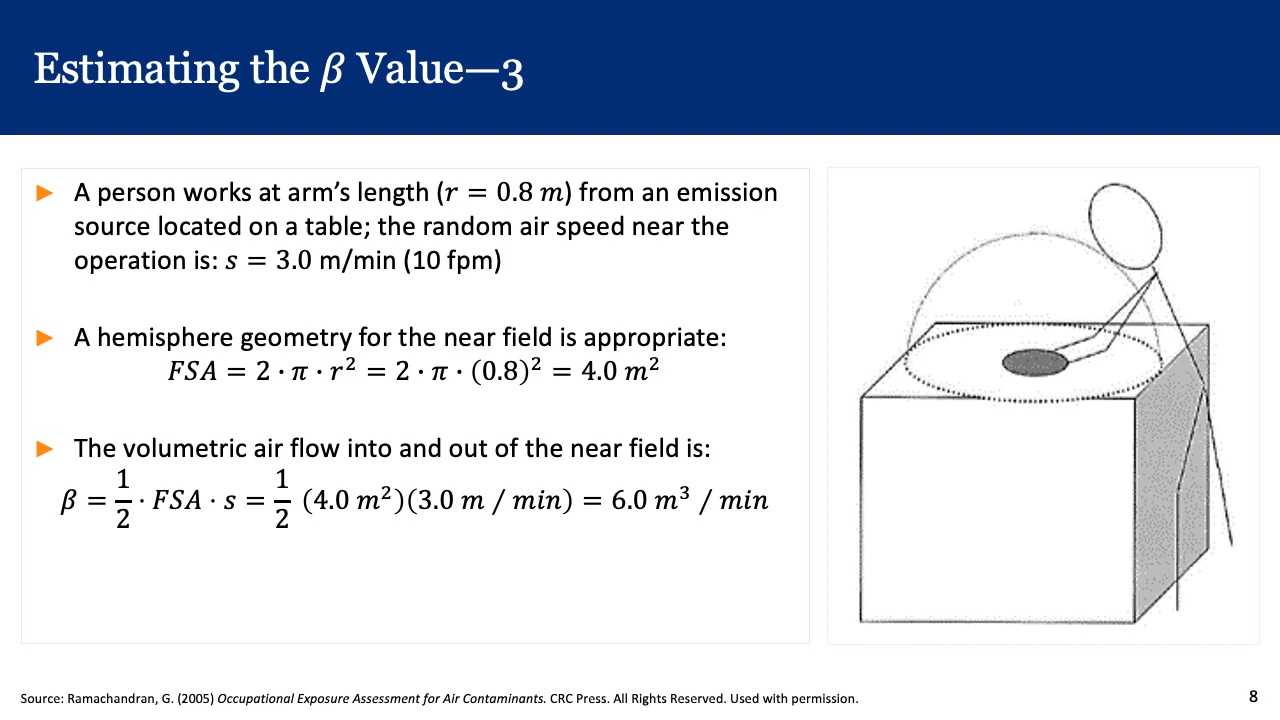 Estimating the β Value—3
► A person works at arm’s length (r = 0.8 m) from an emission
source located on a table; the random air speed near the
operation is: s = 3.0 m/min (10 fpm)
► A hemisphere geometry for the near field is appropriate:
FSA = 2 · π · r² = 2 · π · (0.8)² = 4.0 m²
► The volumetric air flow into and out of the near field is:
β = 1/2 · FSA · s = 1/2 (4.0 m²)(3.0 m / min) = 6.0 m³ / min
Source: Ramachandran, G. (2005) Occupational Exposure Assessment for Air Contaminants. CRC Press. All Rights Reserved. Used with permission.
8